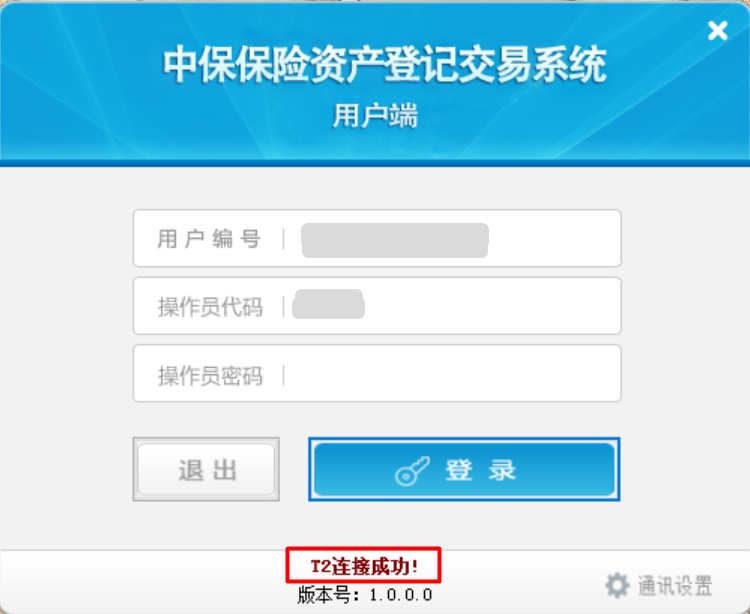 中保保险资产登记交易系统
用户端
用户编号
操作员代码
操作员密码
退出 登录
T2连接成功!
版本号：1.0.0.0
通讯设置